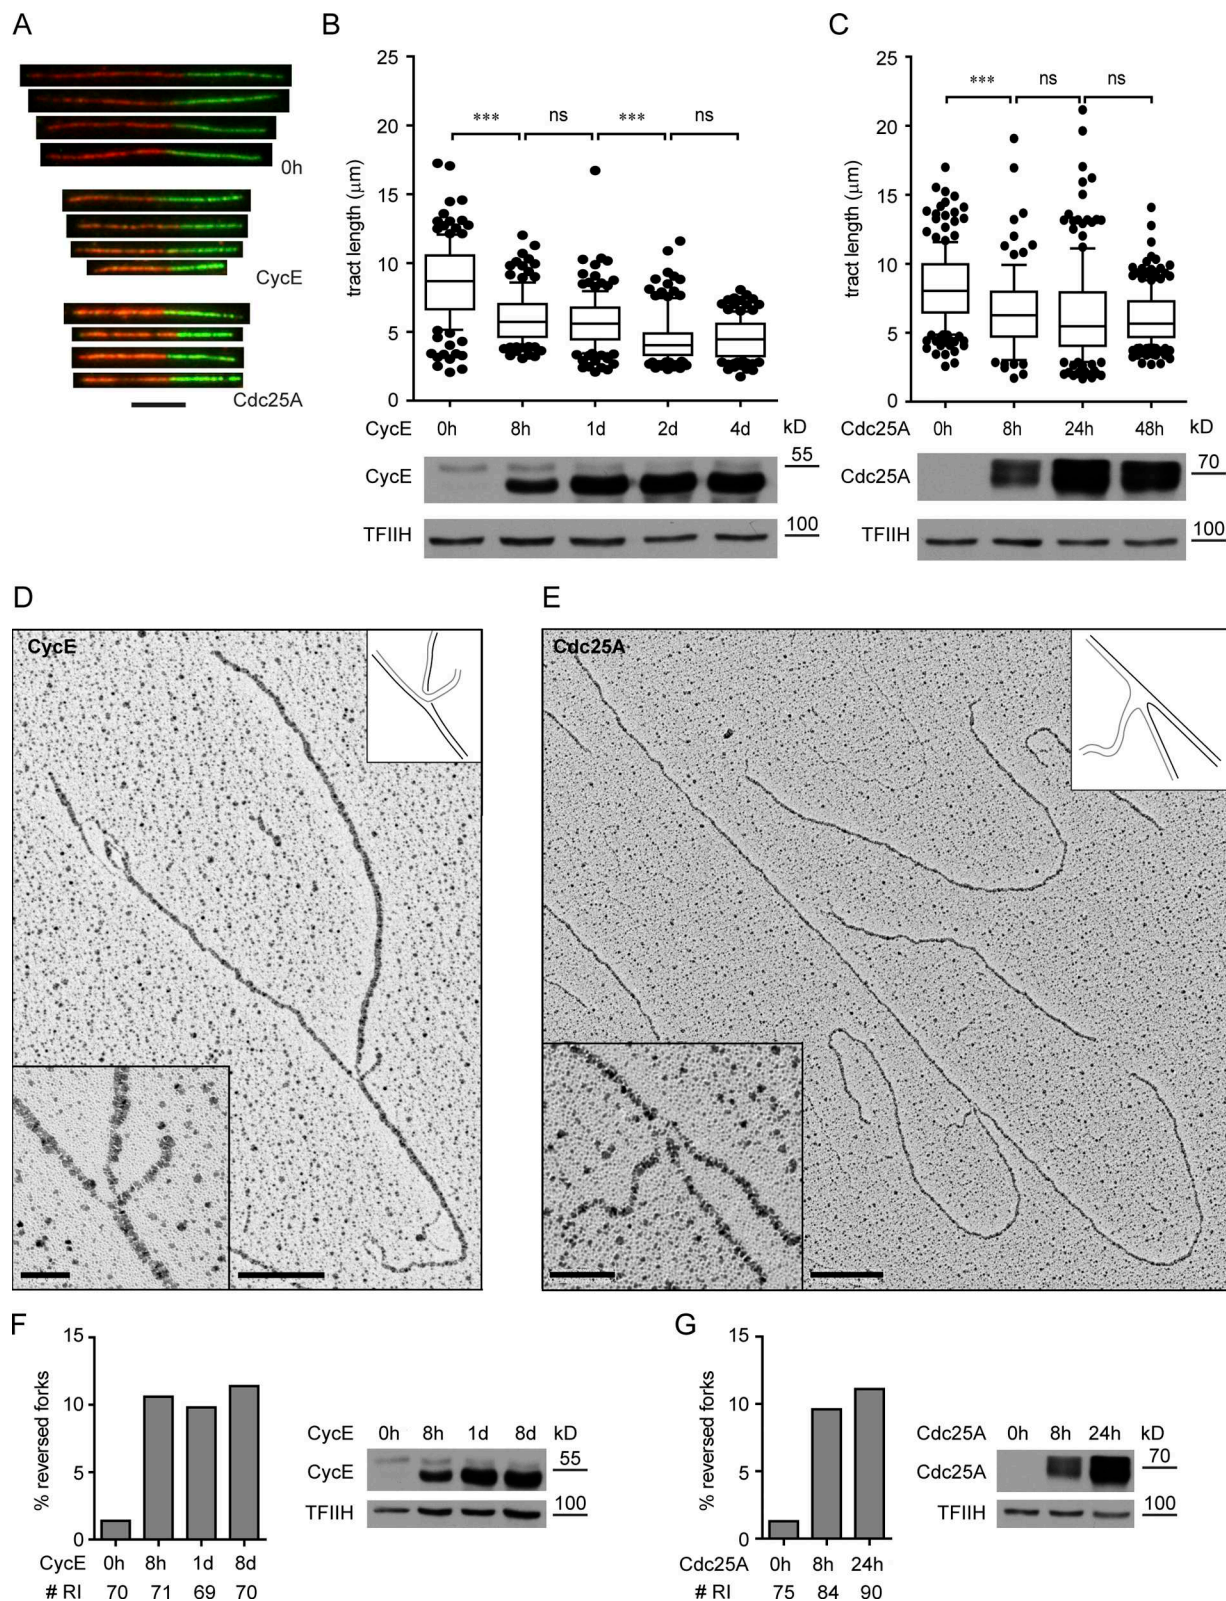 A
0h
CycE
Cdc25A
B
25
20
15
10
5
0
tract length (µm)
*** ns *** ns
CycE 0h 8h 1d 2d 4d kD
CycE 55
TFIIH 100
C
25
20
15
10
5
0
tract length (µm)
*** ns ns
Cdc25A 0h 8h 24h 48h kD
Cdc25A 70
TFIIH 100
D
CycE
E
Cdc25A
F
15
10
5
0
% reversed forks
CycE 0h 8h 1d 8d
# RI 70 71 69 70
CycE 0h 8h 1d 8d kD
CycE 55
TFIIH 100
G
15
10
5
0
% reversed forks
Cdc25A 0h 8h 24h
# RI 75 84 90
Cdc25A 0h 8h 24h kD
Cdc25A 70
TFIIH 100